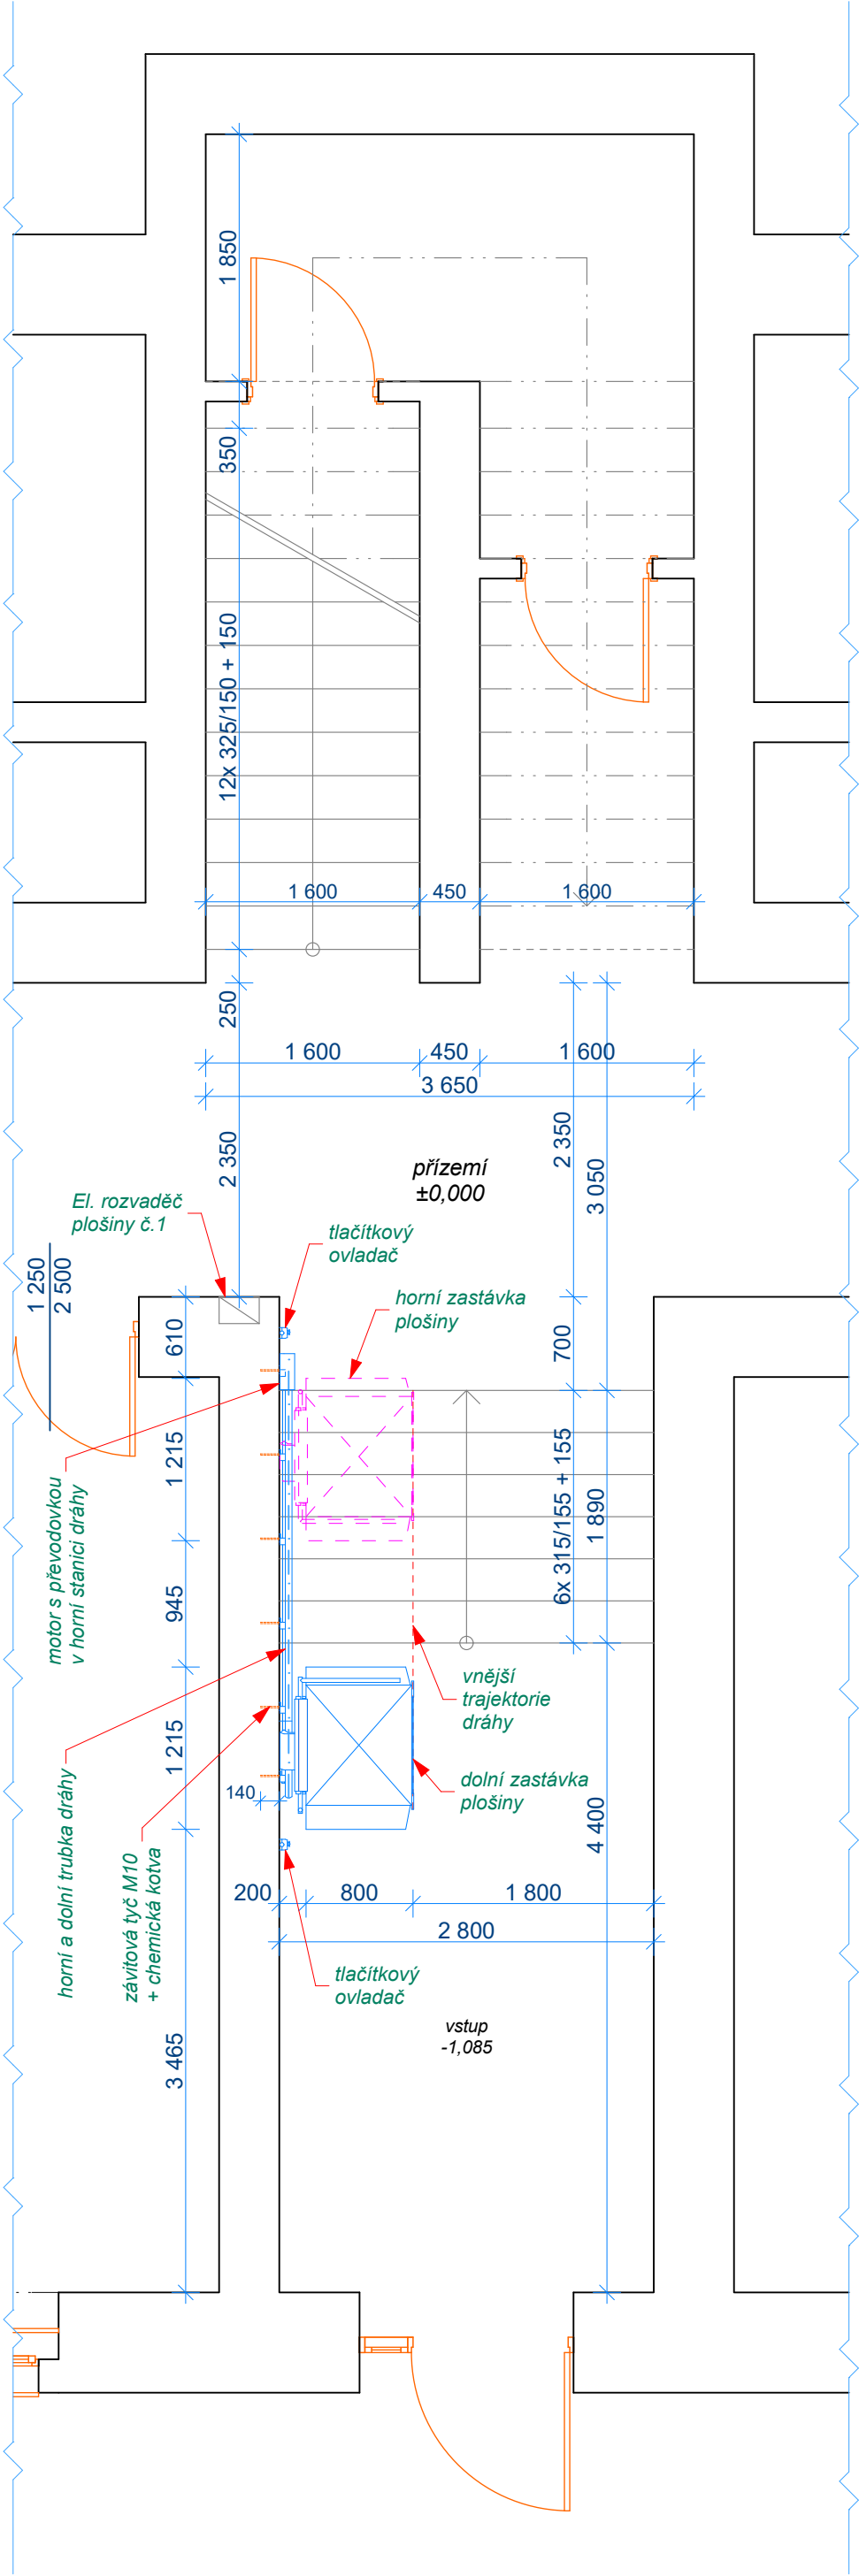 1 850
350
12x 325/150 + 150
1 600
450
1 600
250
1 600
450
1 600
3 650
2 350
2 350
3 050
přízemí
±0,000
El. rozvaděč
plošiny č.1
tlačítkový
ovladač
1 250
2 500
horní zastávka
plošiny
610
700
1 215
6x 315/155 + 155
1 890
motor s převodovkou
v horní stanici dráhy
945
vnější
trajektorie
dráhy
1 215
dolní zastávka
plošiny
140
horní a dolní trubka dráhy
závitová tyč M10
+ chemická kotva
4 400
200
800
1 800
2 800
tlačítkový
ovladač
vstup
-1,085
3 465